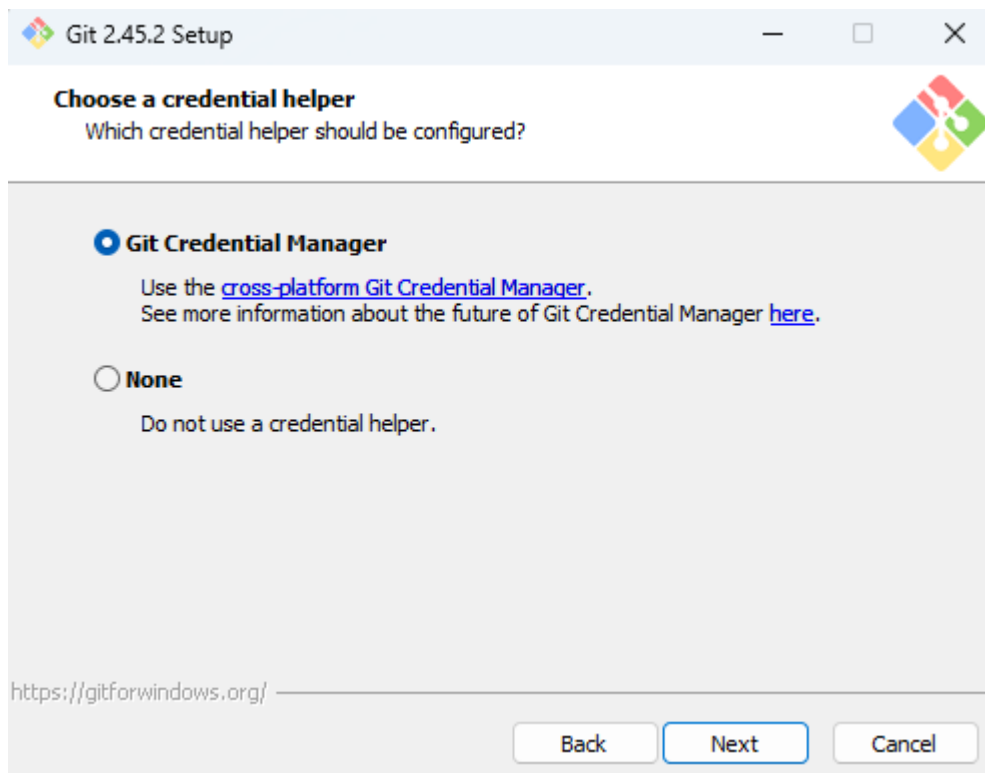 Git 2.45.2 Setup
Choose a credential helper
Which credential helper should be configured?
Git Credential Manager
Use the cross-platform Git Credential Manager.
See more information about the future of Git Credential Manager here.
None
Do not use a credential helper.
https://gitforwindows.org/
Back Next Cancel